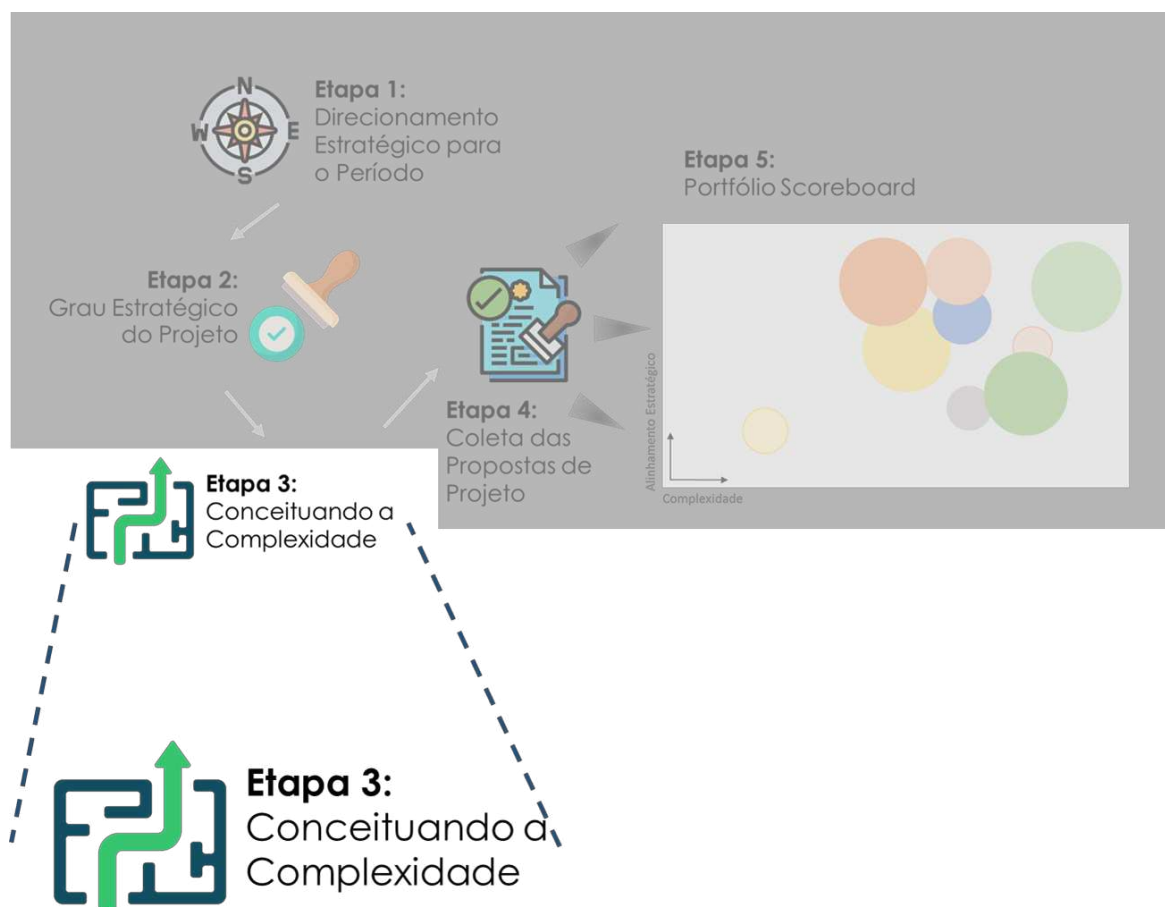 N
W
E
S
Etapa 1:
Direcionamento
Estratégico para
o Período
Etapa 2:
Grau Estratégico
do Projeto
Etapa 3:
Conceituando a
Complexidade
Etapa 4:
Coleta das
Propostas de
Projeto
Etapa 5:
Portfólio Scoreboard
Alinhamento Estratégico
Complexidade
Etapa 3:
Conceituando a
Complexidade